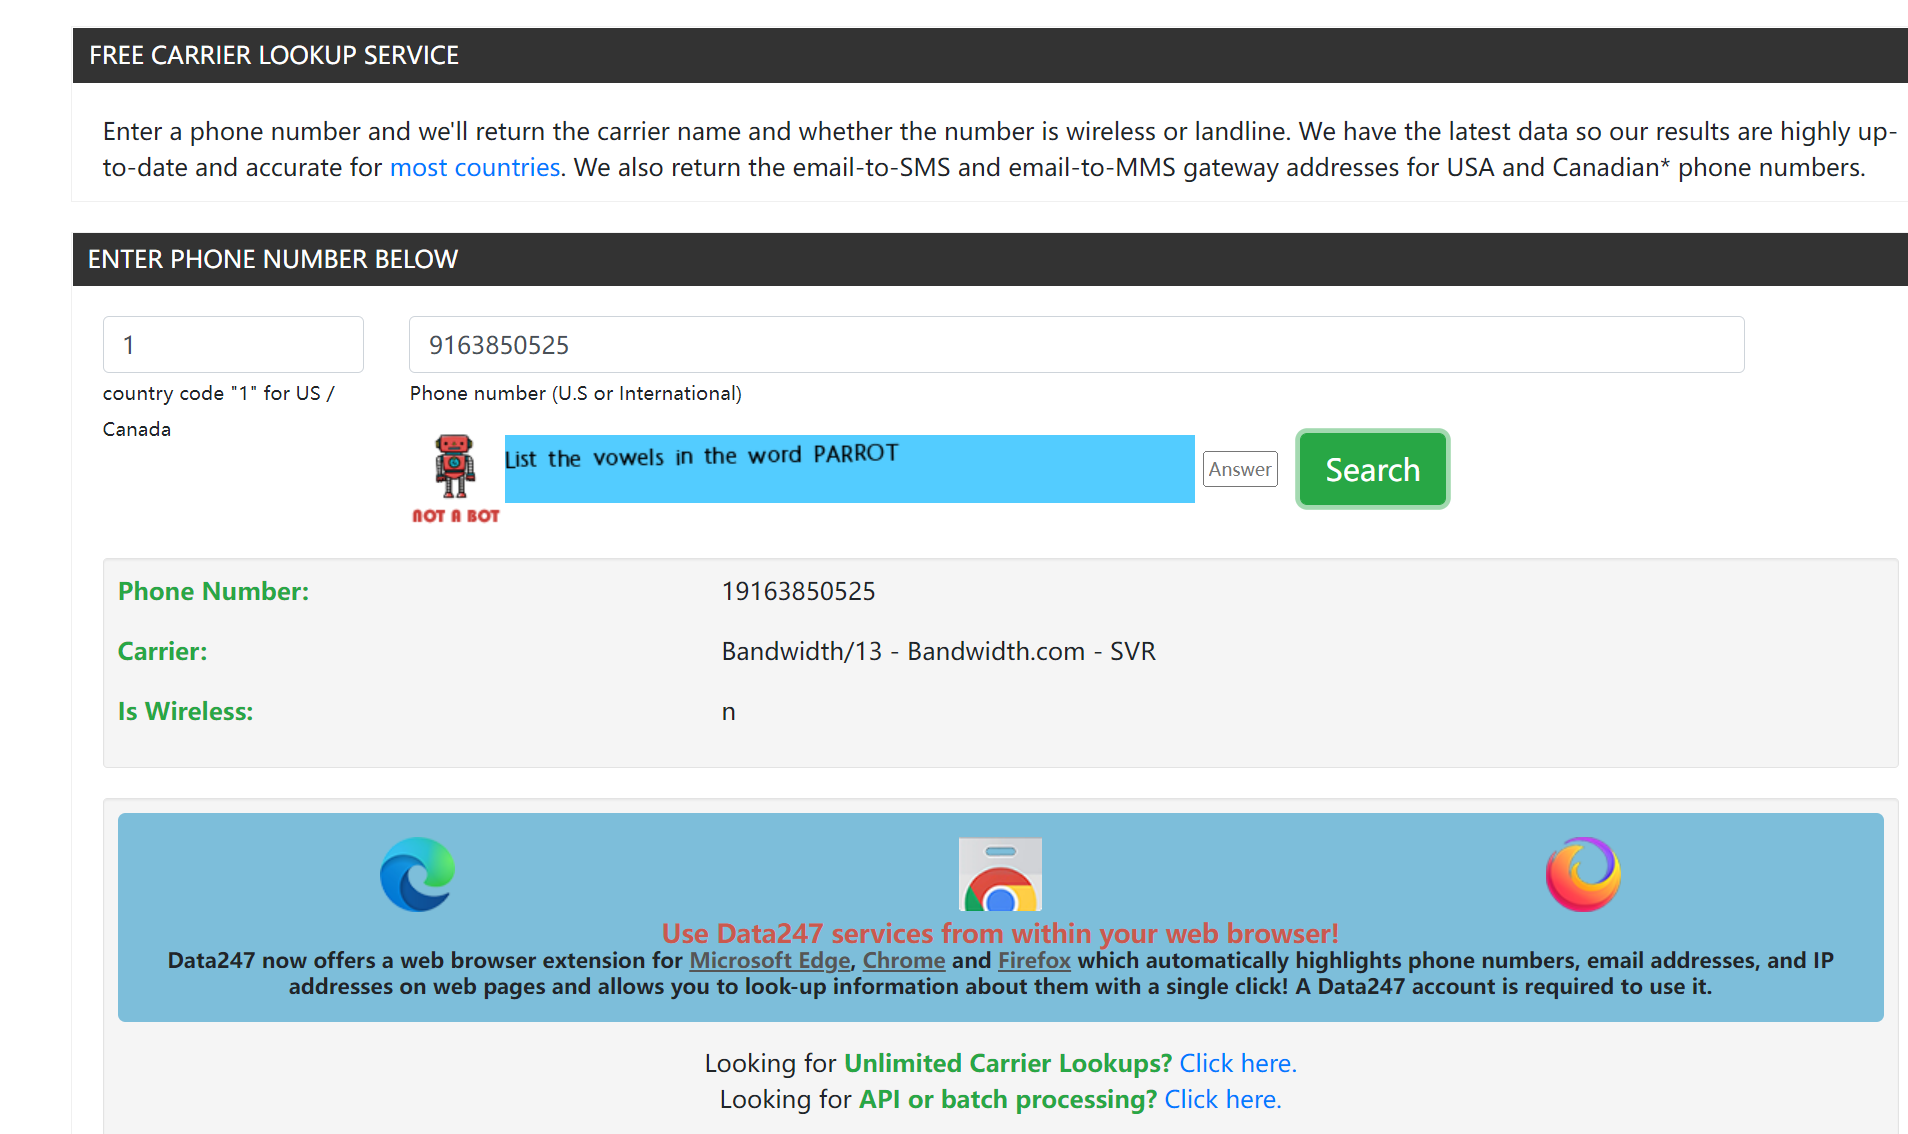 FREE CARRIER LOOKUP SERVICE
Enter a phone number and we'll return the carrier name and whether the number is wireless or landline. We have the latest data so our results are highly up-
to-date and accurate for most countries. We also return the email-to-SMS and email-to-MMS gateway addresses for USA and Canadian* phone numbers.
ENTER PHONE NUMBER BELOW
1
9163850525
country code "1" for US /
Canada
Phone number (U.S or International)
List the vowels in the word PARROT
Answer
Search
NOT A BOT
Phone Number: 19163850525
Carrier: Bandwidth/13 - Bandwidth.com - SVR
Is Wireless: n
Use Data247 services from within your web browser!
Data247 now offers a web browser extension for Microsoft Edge, Chrome and Firefox which automatically highlights phone numbers, email addresses, and IP
addresses on web pages and allows you to look-up information about them with a single click! A Data247 account is required to use it.
Looking for Unlimited Carrier Lookups? Click here.
Looking for API or batch processing? Click here.